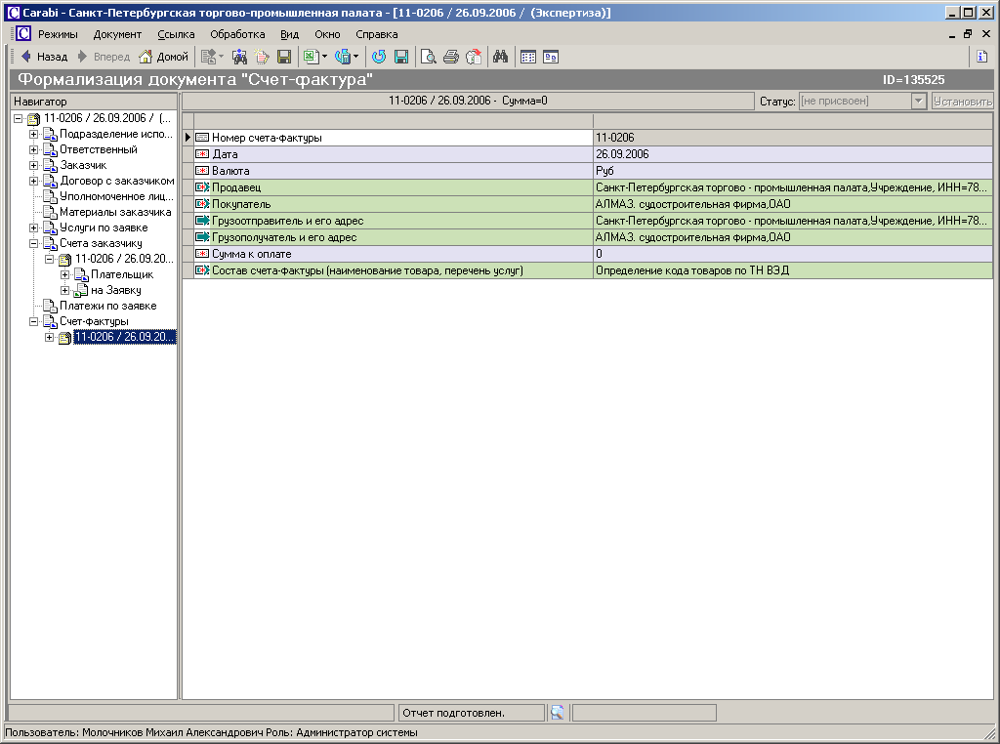 Carabi - Санкт-Петербургская торгово-промышленная палата - [11-0206 / 26.09.2006 / (Экспертиза)]
Режимы Документ Ссылка Обработка Вид Окно Справка
Назад Вперед Домой
Формализация документа "Счет-фактура" ID=135525
Навигатор
11-0206 / 26.09.2006 / (...
Подразделение испо...
Ответственный
Заказчик
Договор с заказчиком
Уполномоченное лиц...
Материалы заказчика
Услуги по заявке
Счета заказчику
11-0206 / 26.09.20...
Плательщик
на Заявку
Платежи по заявке
Счет-фактуры
11-0206 / 26.09.20...
11-0206 / 26.09.2006 - Сумма=0
Статус: [не присвоен] Установить
Номер счета-фактуры 11-0206
Дата 26.09.2006
Валюта Руб
Продавец Санкт-Петербургская торгово - промышленная палата,Учреждение, ИНН=78...
Покупатель АЛМАЗ. судостроительная фирма,ОАО
Грузоотправитель и его адрес Санкт-Петербургская торгово - промышленная палата,Учреждение, ИНН=78...
Грузополучатель и его адрес АЛМАЗ. судостроительная фирма,ОАО
Сумма к оплате 0
Состав счета-фактуры (наименование товара, перечень услуг) Определение кода товаров по ТН ВЭД
Отчет подготовлен.
Пользователь: Молочников Михаил Александрович Роль: Администратор системы